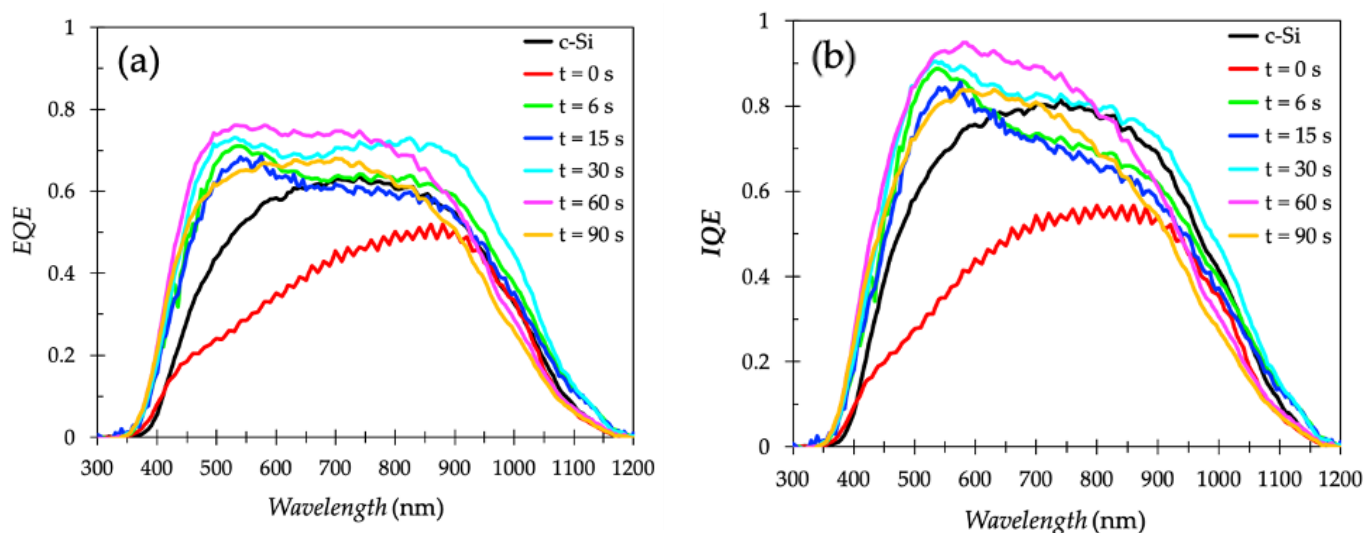 (a)
EQE
1
0.8
0.6
0.4
0.2
0
300 400 500 600 700 800 900 1000 1100 1200
Wavelength (nm)
c-Si
t = 0 s
t = 6 s
t = 15 s
t = 30 s
t = 60 s
t = 90 s
(b)
IQE
1
0.8
0.6
0.4
0.2
0
300 400 500 600 700 800 900 1000 1100 1200
Wavelength (nm)
c-Si
t = 0 s
t = 6 s
t = 15 s
t = 30 s
t = 60 s
t = 90 s